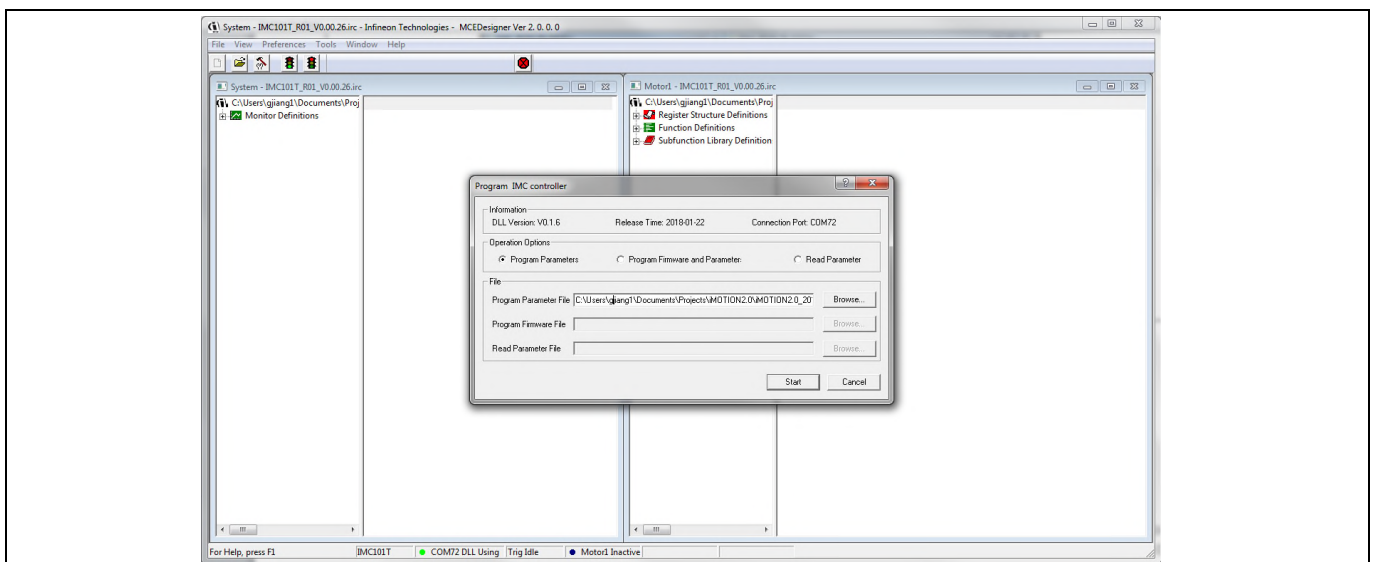 System - IMC101T_R01_V0.00.26.irc - Infineon Technologies - MCEDesigner Ver 2. 0. 0. 0
File View Preferences Tools Window Help
System - IMC101T_R01_V0.00.26.irc
Motor1 - IMC101T_R01_V0.00.26.irc
C:\Users\gjiang1\Documents\Proj
Monitor Definitions
C:\Users\gjiang1\Documents\Proj
Register Structure Definitions
Function Definitions
Subfunction Library Definition
Program IMC controller
Information
DLL Version: V0.1.6 Release Time: 2018-01-22 Connection Port: COM72
Operation Options
Program Parameters Program Firmware and Parameter Read Parameter
File
Program Parameter File C:\Users\gjiang1\Documents\Projects\iMOTION2.0\iMOTION2.0_20 Browse...
Program Firmware File Browse...
Read Parameter File Browse...
Start Cancel
For Help, press F1 IMC101T COM72 DLL Using Trig Idle Motor1 Inactive